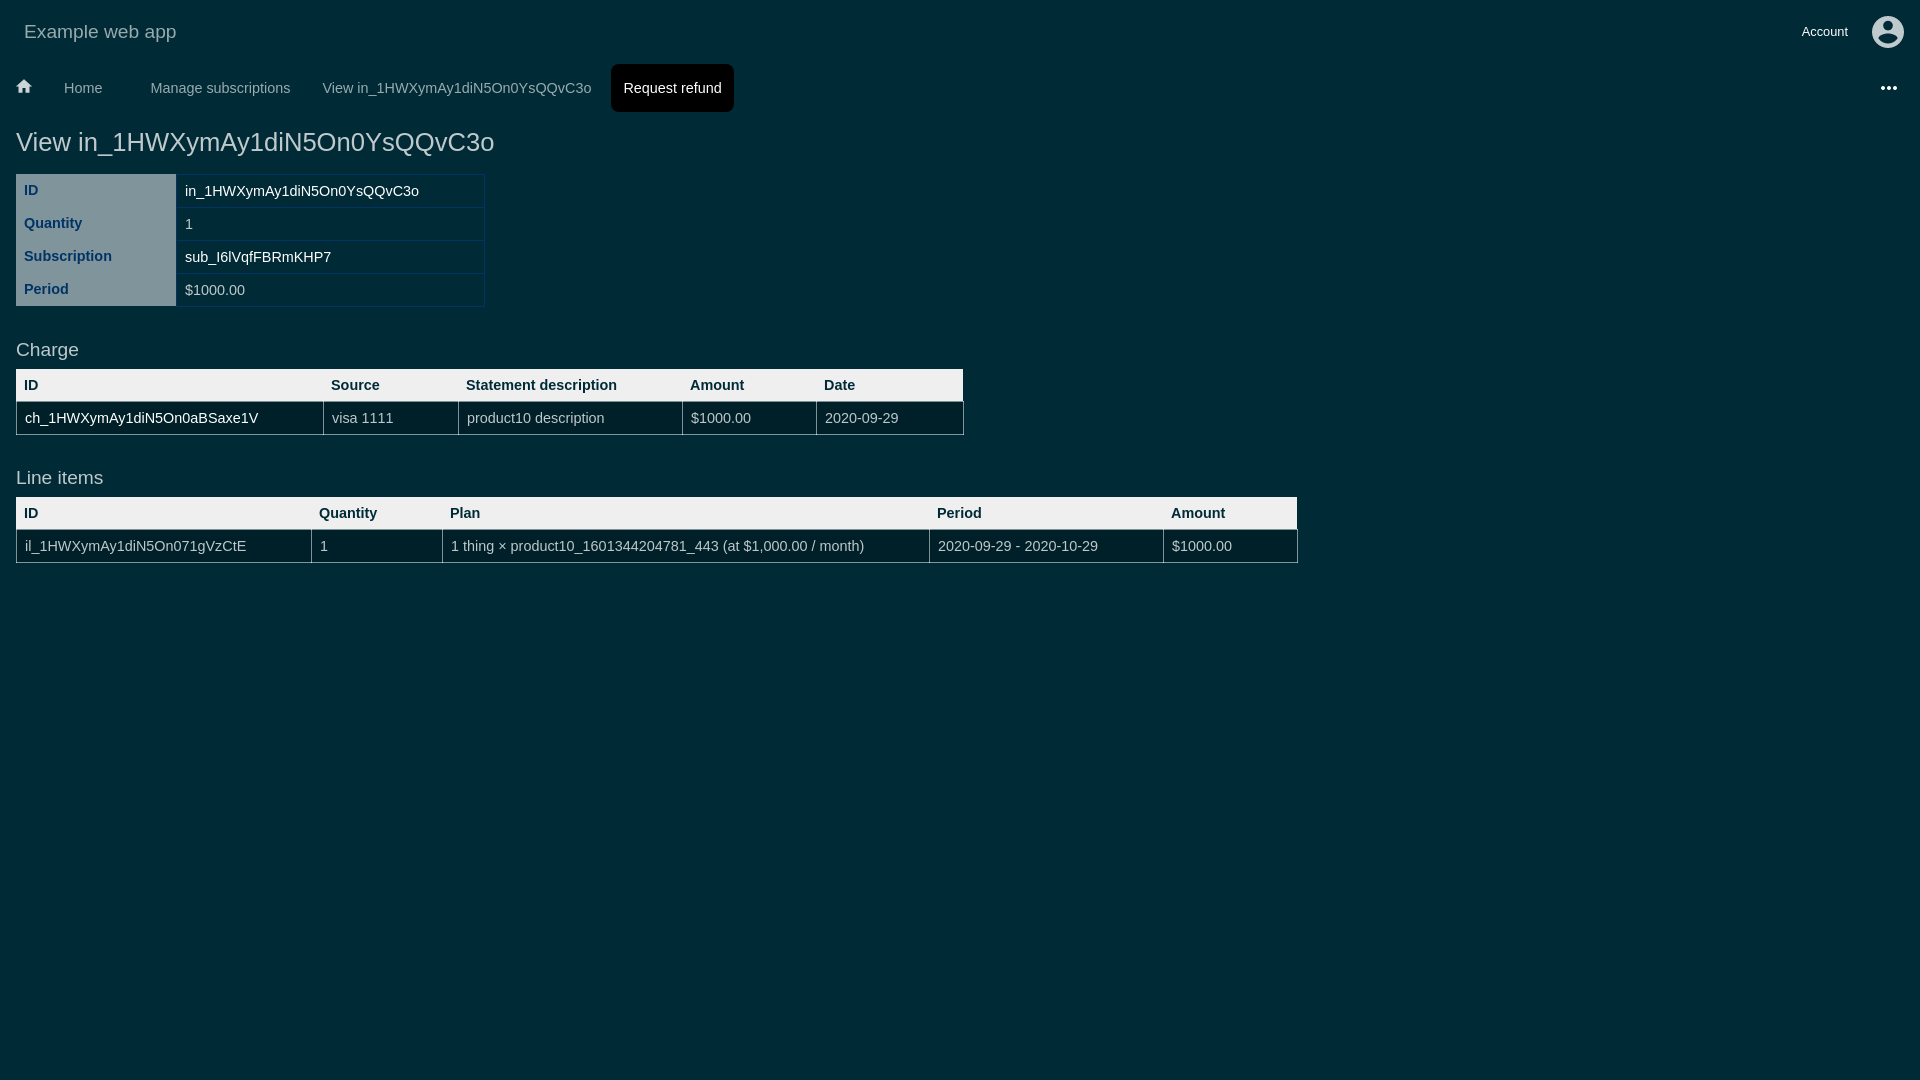 Example web app
Account
Home Manage subscriptions View in_1HWXymAy1diN5On0YsQQvC3o Request refund
View in_1HWXymAy1diN5On0YsQQvC3o
ID in_1HWXymAy1diN5On0YsQQvC3o
Quantity 1
Subscription sub_I6lVqfFBRmKHP7
Period $1000.00
Charge
ID Source Statement description Amount Date
ch_1HWXymAy1diN5On0aBSaxe1V visa 1111 product10 description $1000.00 2020-09-29
Line items
ID Quantity Plan Period Amount
il_1HWXymAy1diN5On071gVzCtE 1 1 thing × product10_1601344204781_443 (at $1,000.00 / month) 2020-09-29 - 2020-10-29 $1000.00